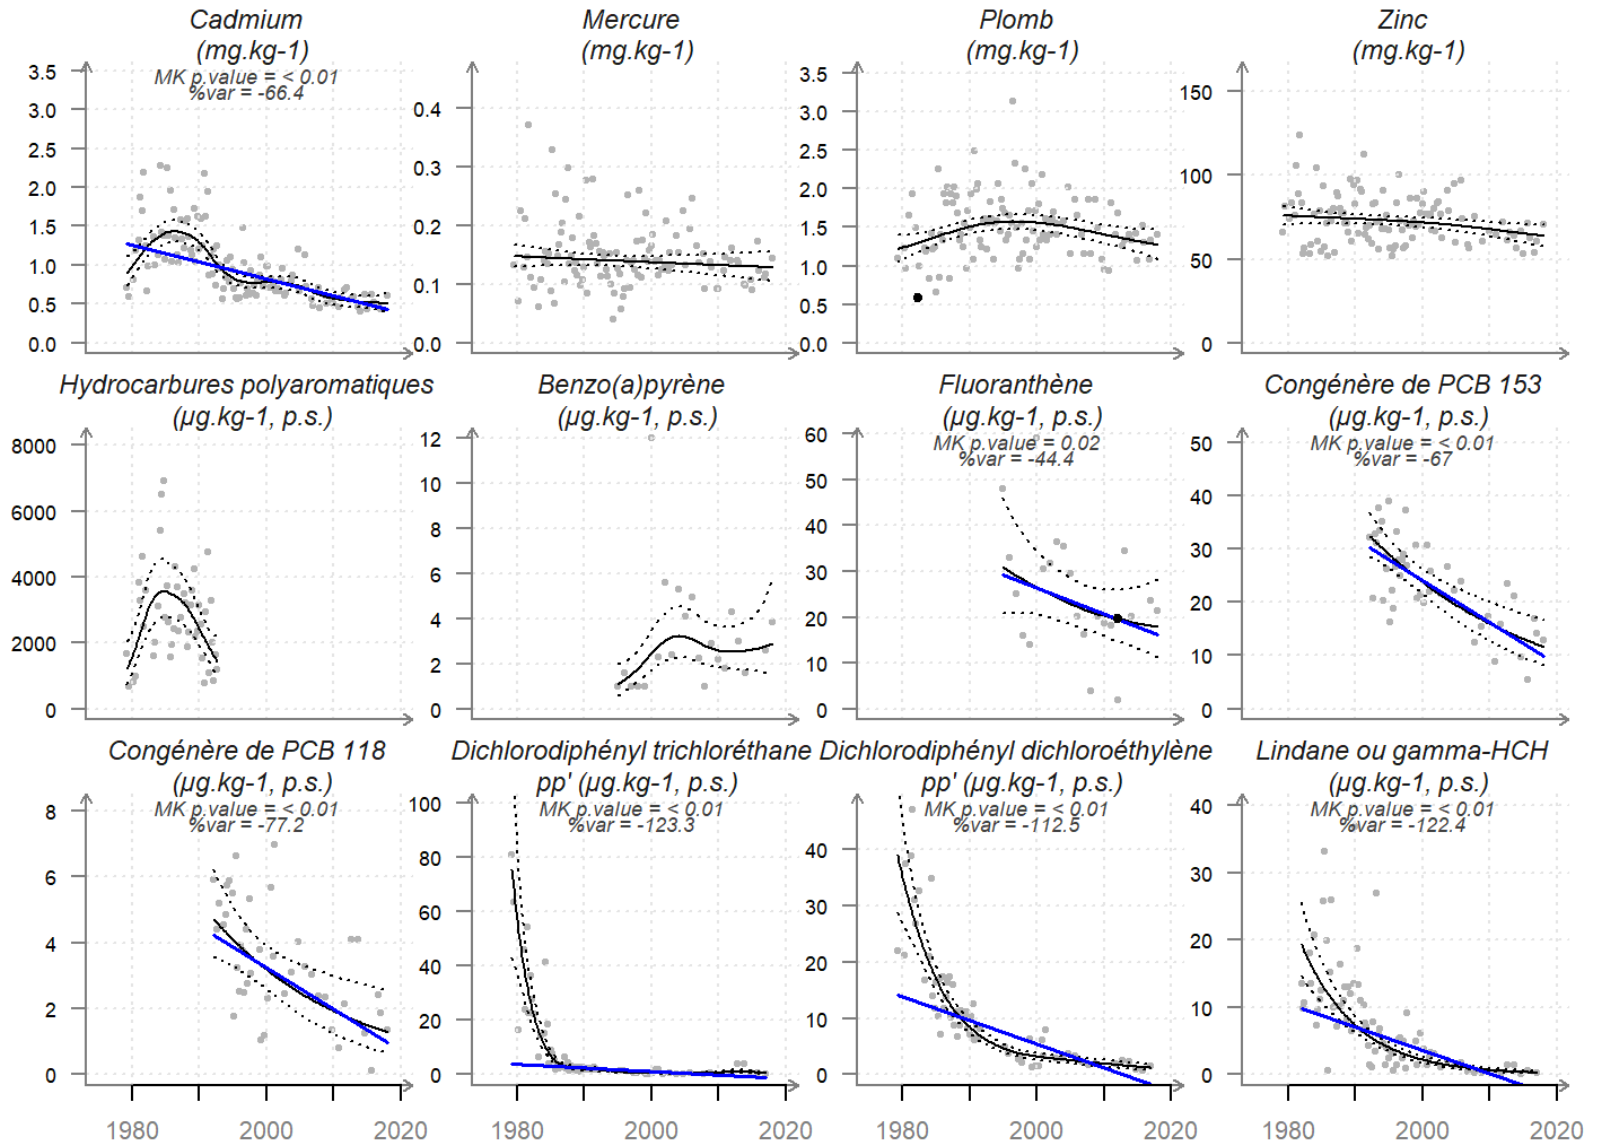 Cadmium
(mg.kg-1)
MK p.value = < 0.01
%var = -66.4
3.5
3.0
2.5
2.0
1.5
1.0
0.5
0.0
Mercure
(mg.kg-1)
0.4
0.3
0.2
0.1
0.0
Plomb
(mg.kg-1)
3.5
3.0
2.5
2.0
1.5
1.0
0.5
0.0
Zinc
(mg.kg-1)
150
100
50
0
Hydrocarbures polyaromatiques
(µg.kg-1, p.s.)
8000
6000
4000
2000
0
Benzo(a)pyrène
(µg.kg-1, p.s.)
12
10
8
6
4
2
0
Fluoranthène
(µg.kg-1, p.s.)
MK p.value = 0.02
%var = -44.4
60
50
40
30
20
10
0
Congénère de PCB 153
(µg.kg-1, p.s.)
MK p.value = < 0.01
%var = -67
50
40
30
20
10
0
Congénère de PCB 118
(µg.kg-1, p.s.)
MK p.value = < 0.01
%var = -77.2
8
6
4
2
0
1980 2000 2020
Dichlorodiphényl trichloréthane
pp' (µg.kg-1, p.s.)
MK p.value = < 0.01
%var = -123.3
100
80
60
40
20
0
1980 2000 2020
Dichlorodiphényl dichloroéthylène
pp' (µg.kg-1, p.s.)
MK p.value = < 0.01
%var = -112.5
40
30
20
10
0
1980 2000 2020
Lindane ou gamma-HCH
(µg.kg-1, p.s.)
MK p.value = < 0.01
%var = -122.4
40
30
20
10
0
1980 2000 2020